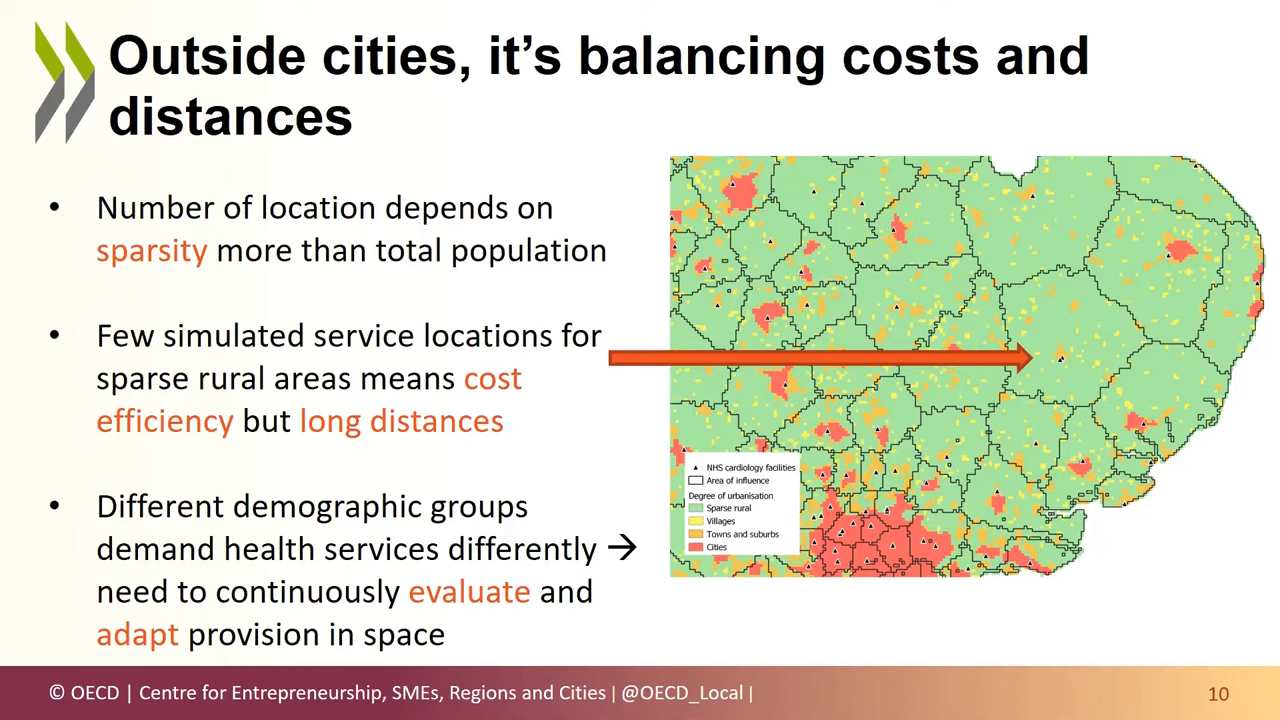 Outside cities, it’s balancing costs and
distances
• Number of location depends on
sparsity more than total population
• Few simulated service locations for
sparse rural areas means cost
efficiency but long distances
• Different demographic groups
demand health services differently →
need to continuously evaluate and
adapt provision in space
NHS cardiology facilities
Area of influence
Degree of urbanisation
Sparse rural
Villages
Towns and suburbs
Cities
© OECD | Centre for Entrepreneurship, SMEs, Regions and Cities | @OECD_Local |
10